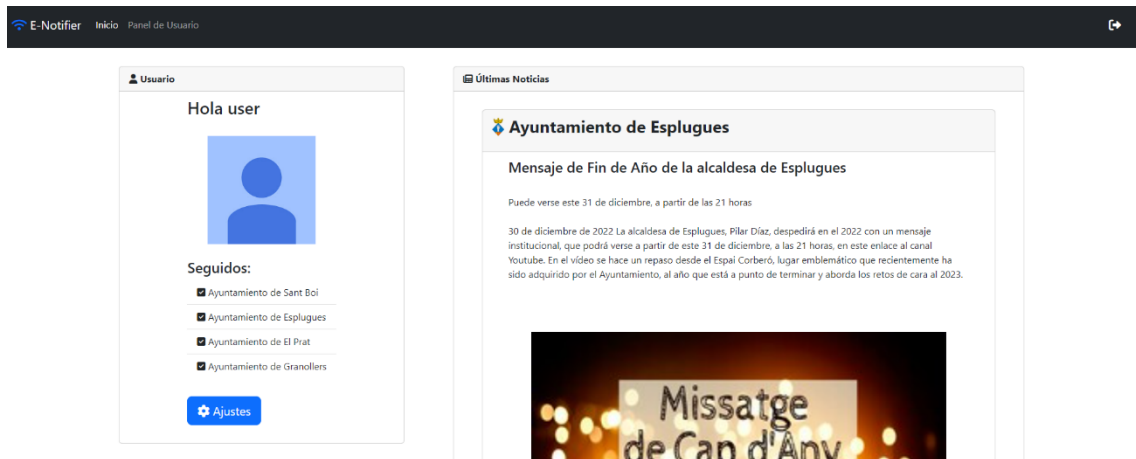 E-Notifier Inicio Panel de Usuario
Usuario
Hola user
Seguidos:
Ayuntamiento de Sant Boi
Ayuntamiento de Esplugues
Ayuntamiento de El Prat
Ayuntamiento de Granollers
Ajustes
Últimas Noticias
Ayuntamiento de Esplugues
Mensaje de Fin de Año de la alcaldesa de Esplugues
Puede verse este 31 de diciembre, a partir de las 21 horas
30 de diciembre de 2022 La alcaldesa de Esplugues, Pilar Díaz, despedirá en el 2022 con un mensaje
institucional, que podrá verse a partir de este 31 de diciembre, a las 21 horas, en este enlace al canal
Youtube. En el vídeo se hace un repaso desde el Espai Corberó, lugar emblemático que recientemente ha
sido adquirido por el Ayuntamiento, al año que está a punto de terminar y aborda los retos de cara al 2023.
Missatge
de Cap d'Any